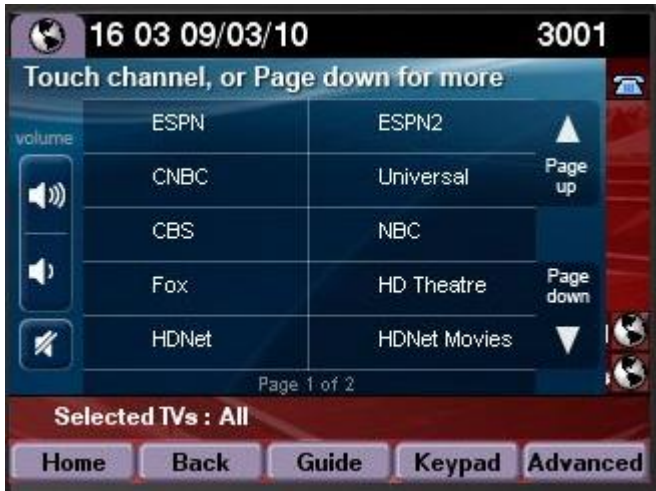 16 03 09/03/10 3001
Touch channel, or Page down for more
volume
ESPN ESPN2
Page up
CNBC Universal
CBS NBC
Fox HD Theatre
Page down
HDNet HDNet Movies
Page 1 of 2
Selected TVs : All
Home Back Guide Keypad Advanced